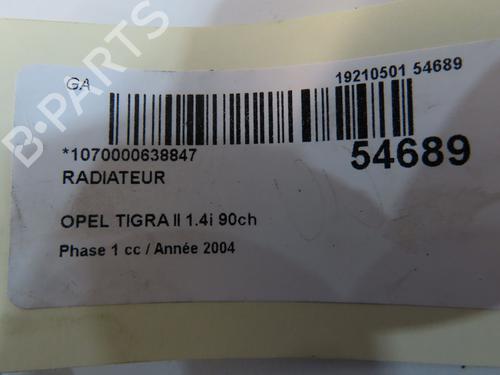 B-PARTS
GA
19210501 54689
*1070000638847
54689
RADIATEUR
OPEL TIGRA II 1.4i 90ch
Phase 1 cc / Année 2004